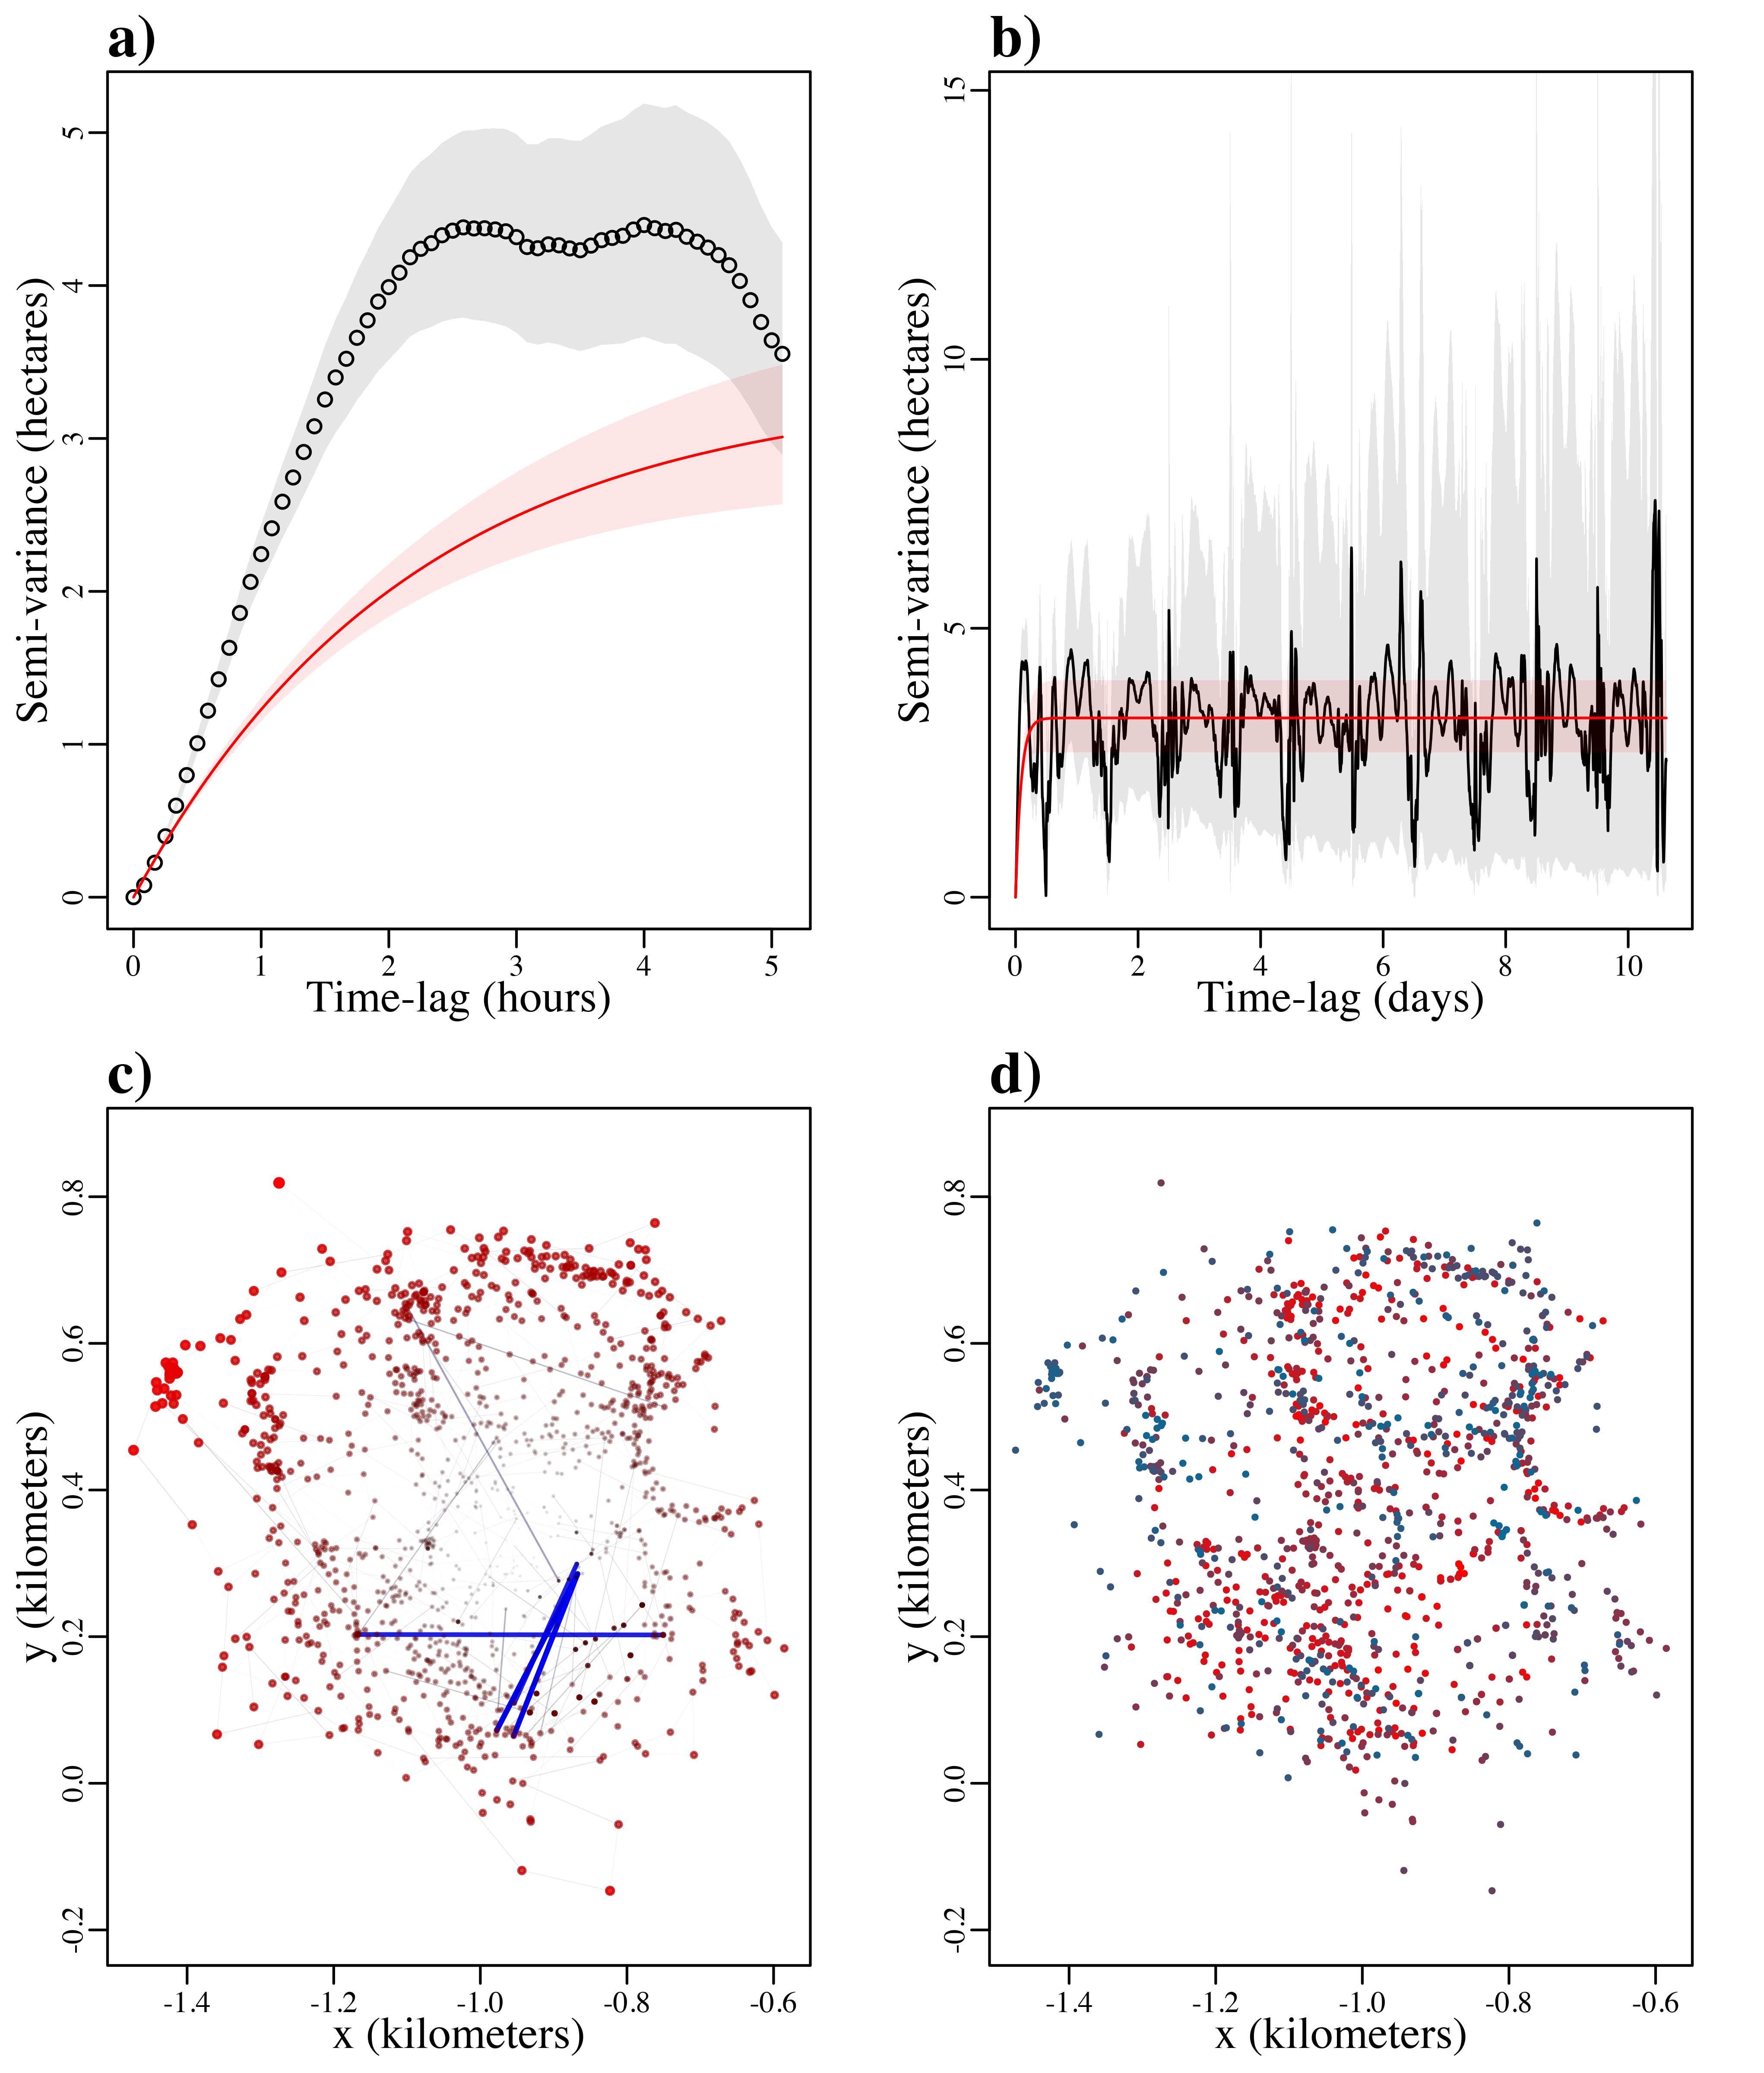 a)
Semi-variance (hectares)
5
4
3
2
1
0
0 1 2 3 4 5
Time-lag (hours)
b)
Semi-variance (hectares)
15
10
5
0
0 2 4 6 8 10
Time-lag (days)
c)
y (kilometers)
0.8
0.6
0.4
0.2
0.0
-0.2
-1.4 -1.2 -1.0 -0.8 -0.6
x (kilometers)
d)
y (kilometers)
0.8
0.6
0.4
0.2
0.0
-0.2
-1.4 -1.2 -1.0 -0.8 -0.6
x (kilometers)